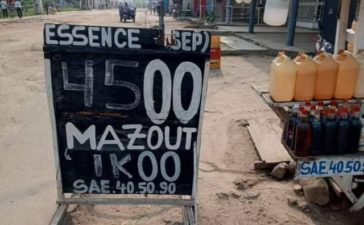 ESSENCE (SEP)
4500
MAZOUT
1K00
SAE.40.50.90
SAE.40.50.